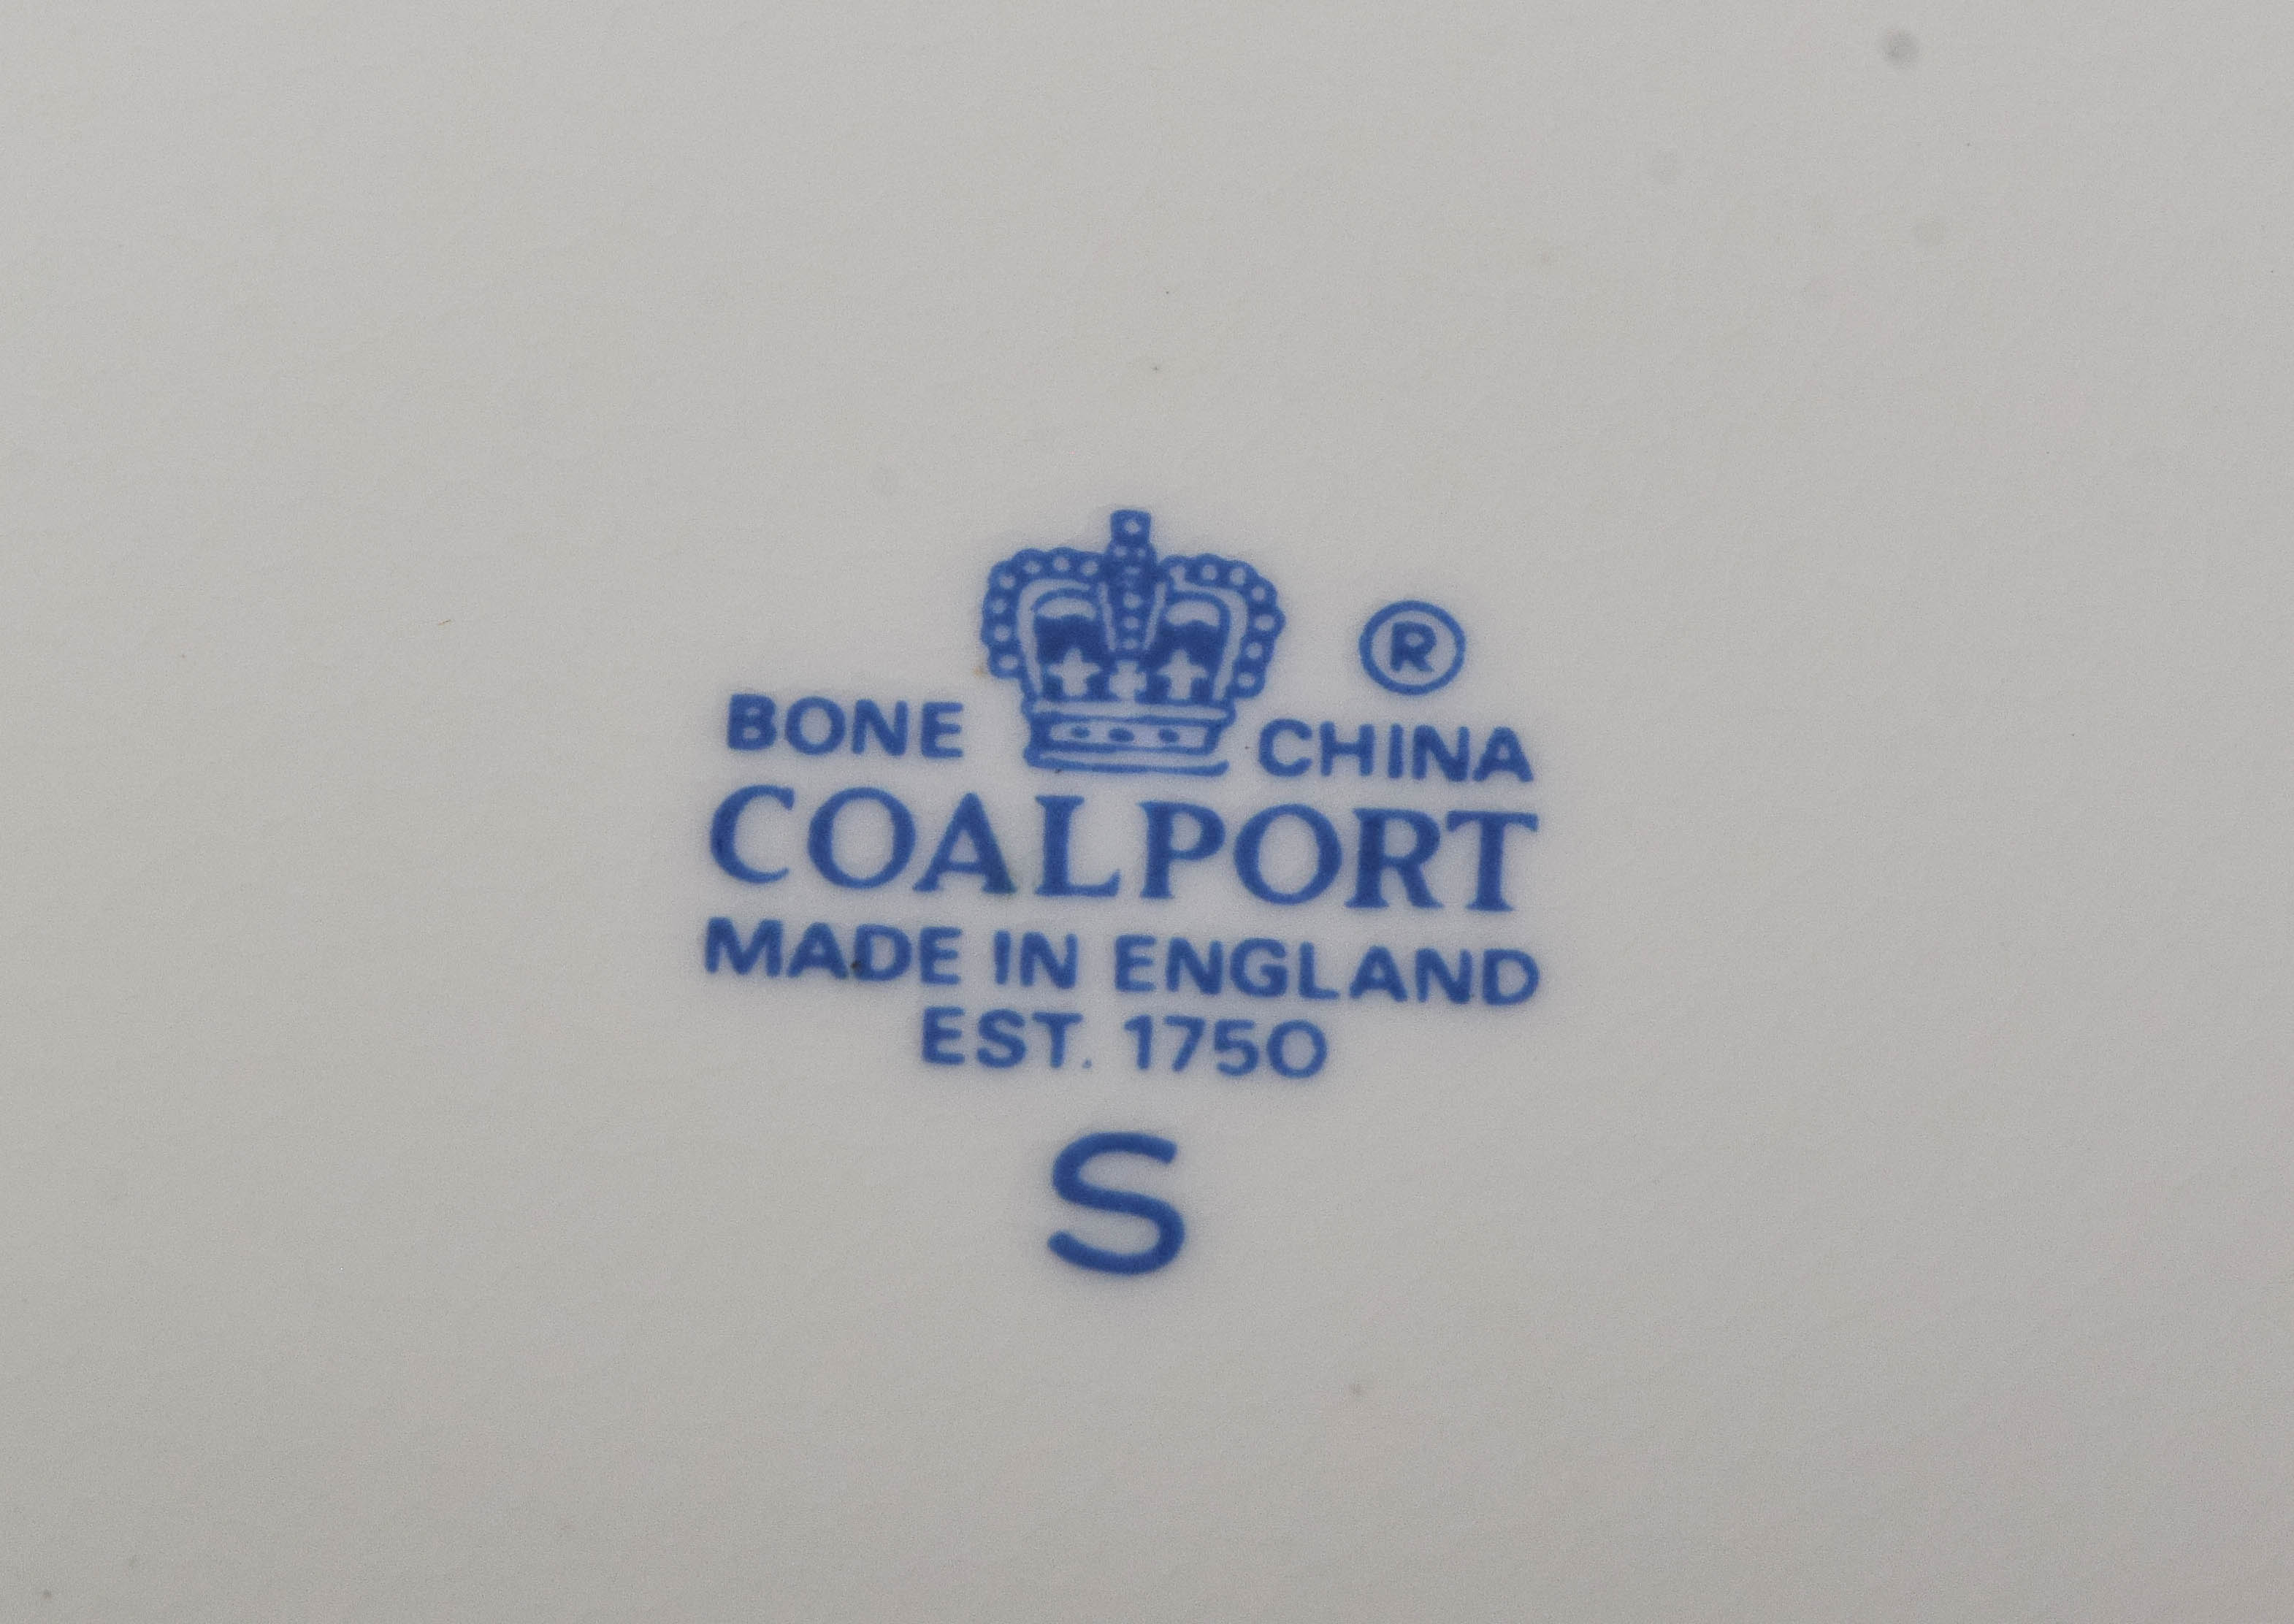 ®
BONE CHINA
COALPORT
MADE IN ENGLAND
EST. 1750
S